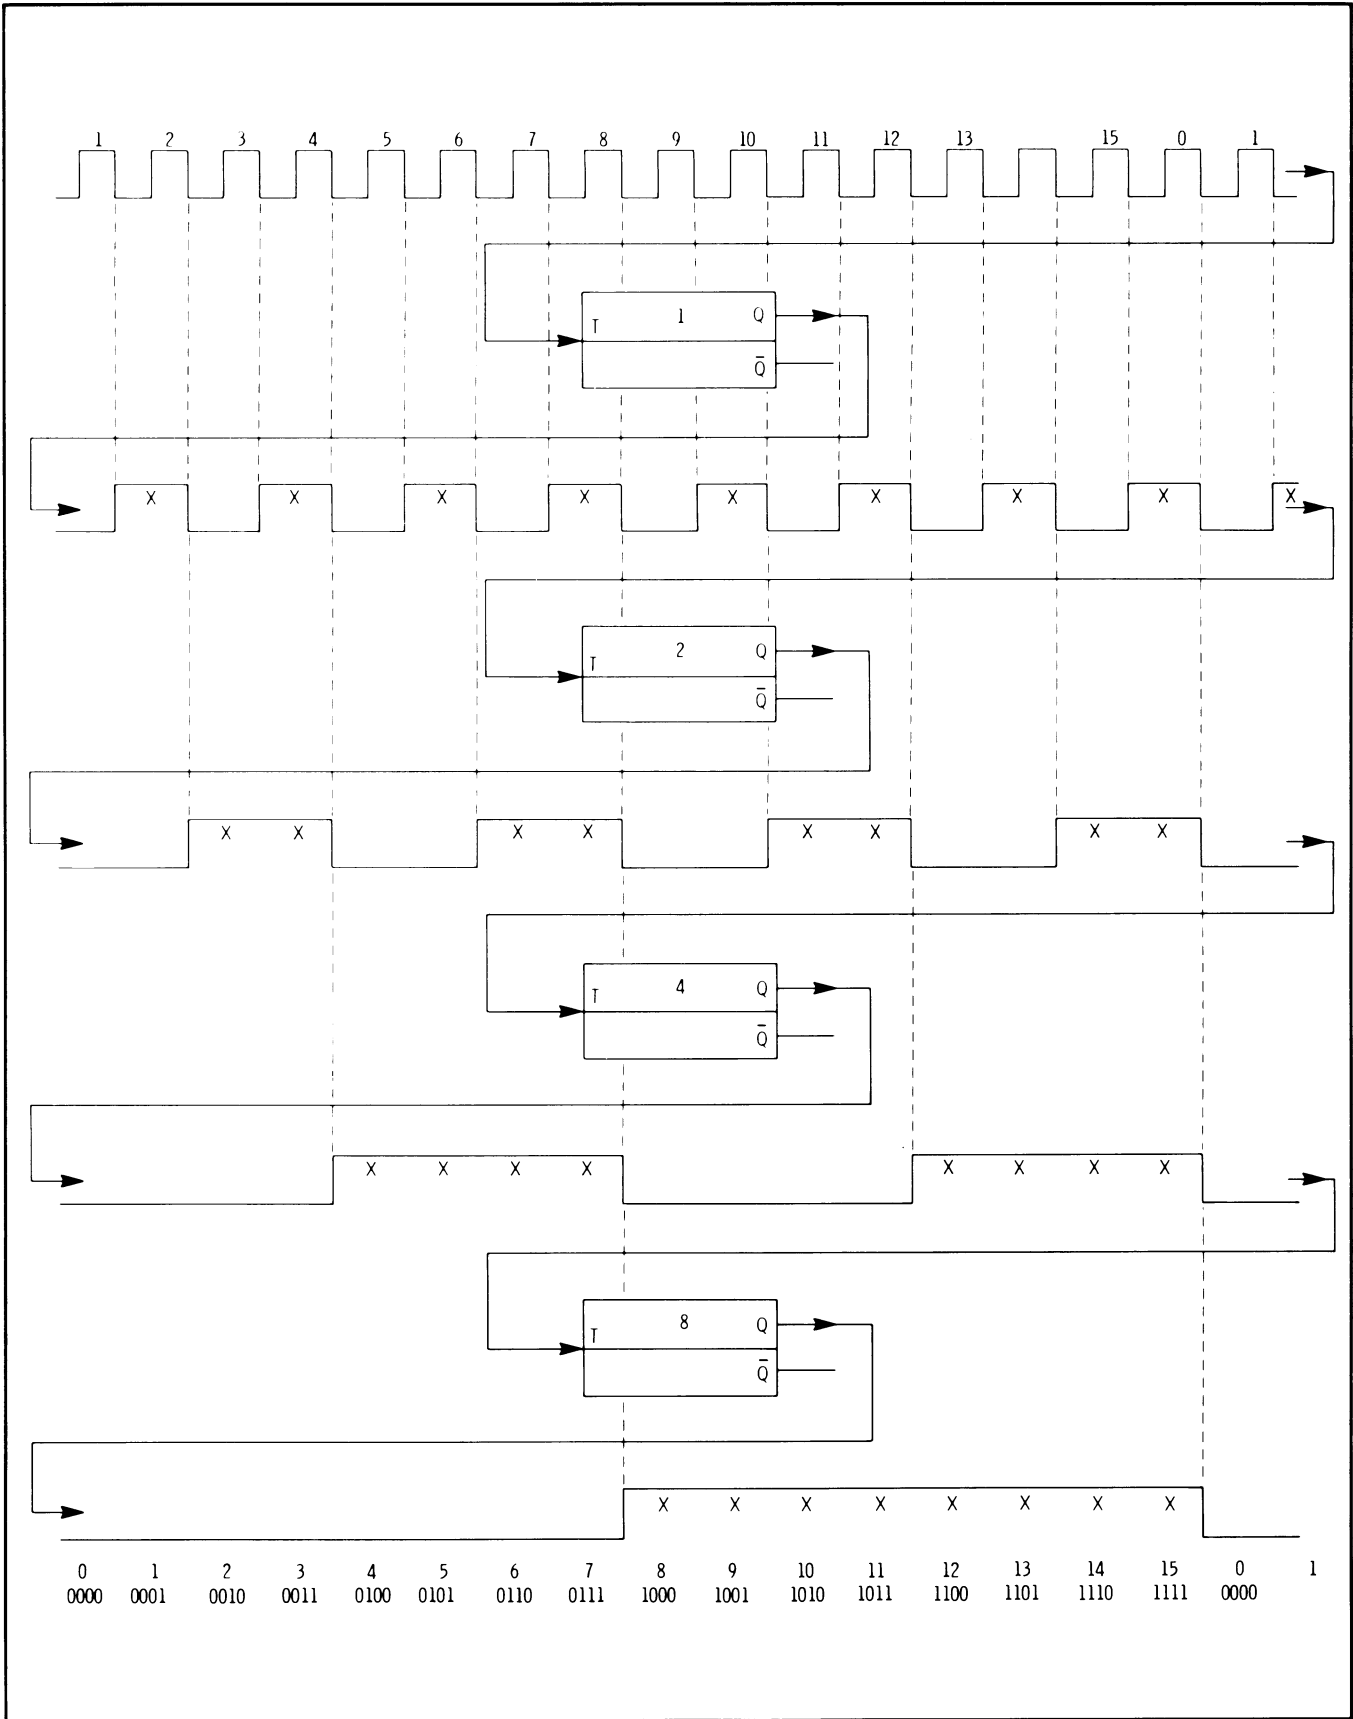 1 2 3 4 5 6 7 8 9 10 11 12 13 15 0 1
1 Q
T
Q̅
X X X X X X X X X
2 Q
T
Q̅
X X X X X X X X
4 Q
T
Q̅
X X X X X X X X
8 Q
T
Q̅
X X X X X X X X
0 1 2 3 4 5 6 7 8 9 10 11 12 13 14 15 0 1
0000 0001 0010 0011 0100 0101 0110 0111 1000 1001 1010 1011 1100 1101 1110 1111 0000